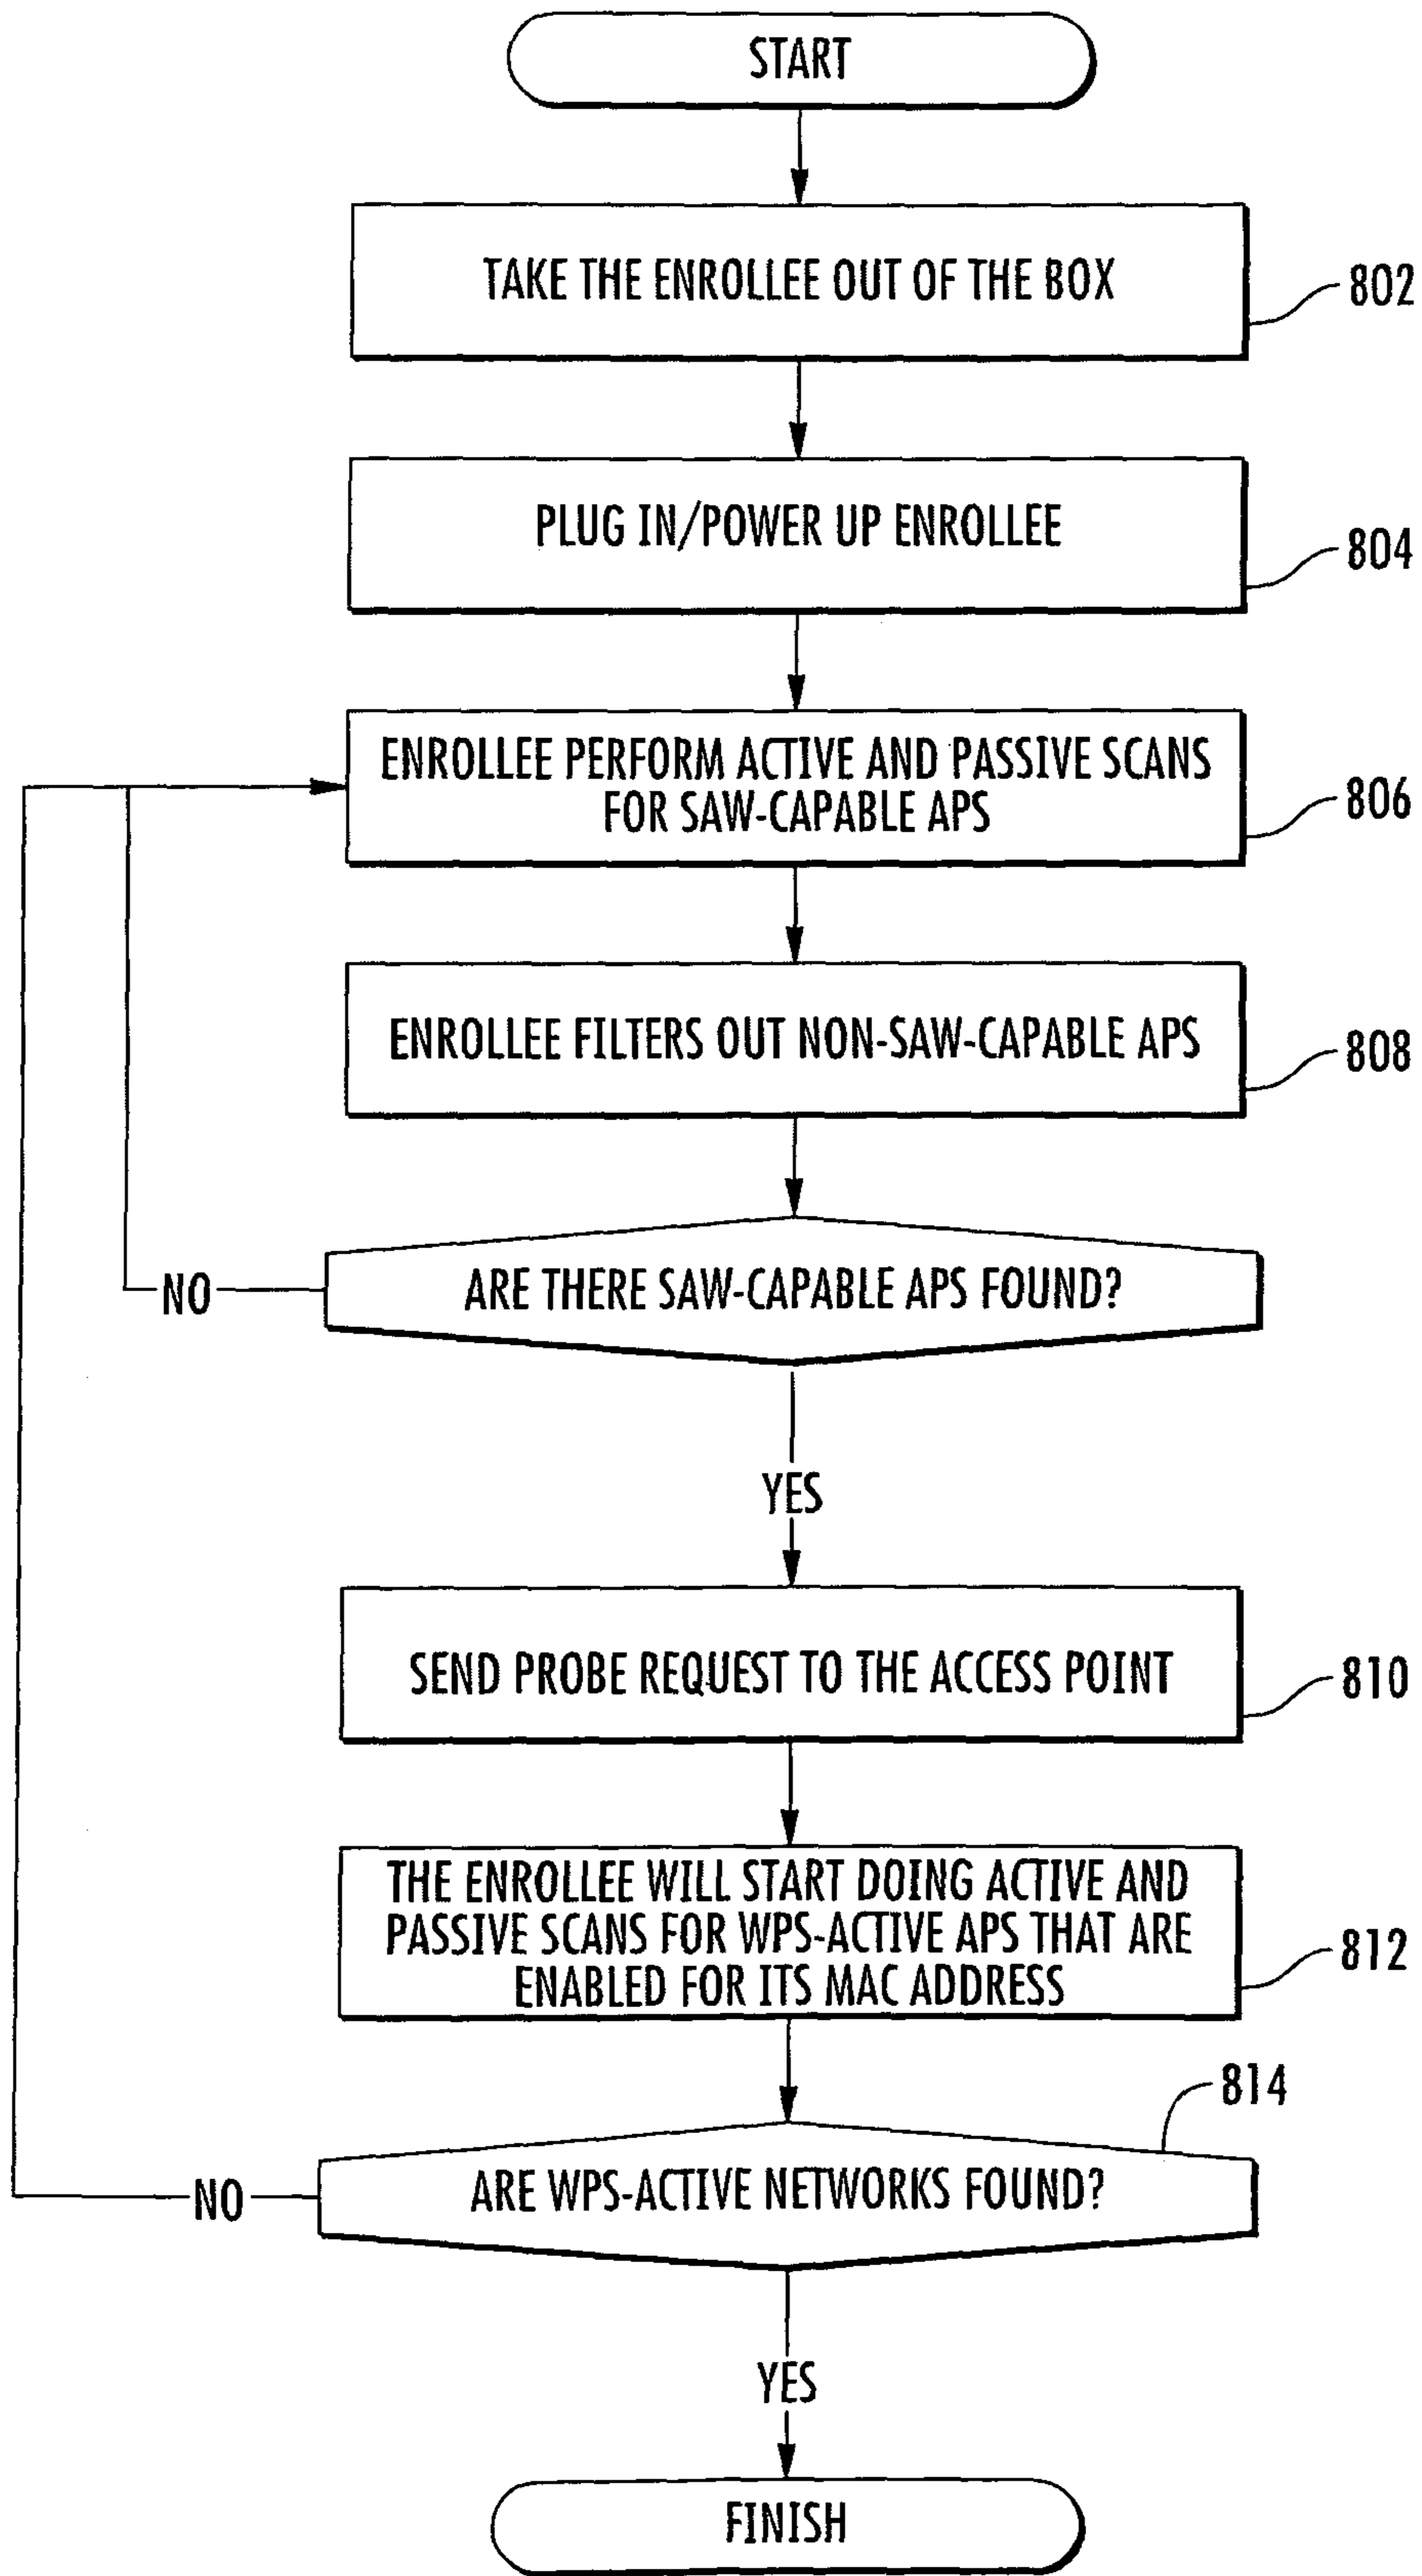 START
TAKE THE ENROLLEE OUT OF THE BOX
802
PLUG IN/POWER UP ENROLLEE
804
ENROLLEE PERFORM ACTIVE AND PASSIVE SCANS
FOR SAW-CAPABLE APS
806
ENROLLEE FILTERS OUT NON-SAW-CAPABLE APS
808
ARE THERE SAW-CAPABLE APS FOUND?
NO
YES
SEND PROBE REQUEST TO THE ACCESS POINT
810
THE ENROLLEE WILL START DOING ACTIVE AND
PASSIVE SCANS FOR WPS-ACTIVE APS THAT ARE
ENABLED FOR ITS MAC ADDRESS
812
814
ARE WPS-ACTIVE NETWORKS FOUND?
NO
YES
FINISH